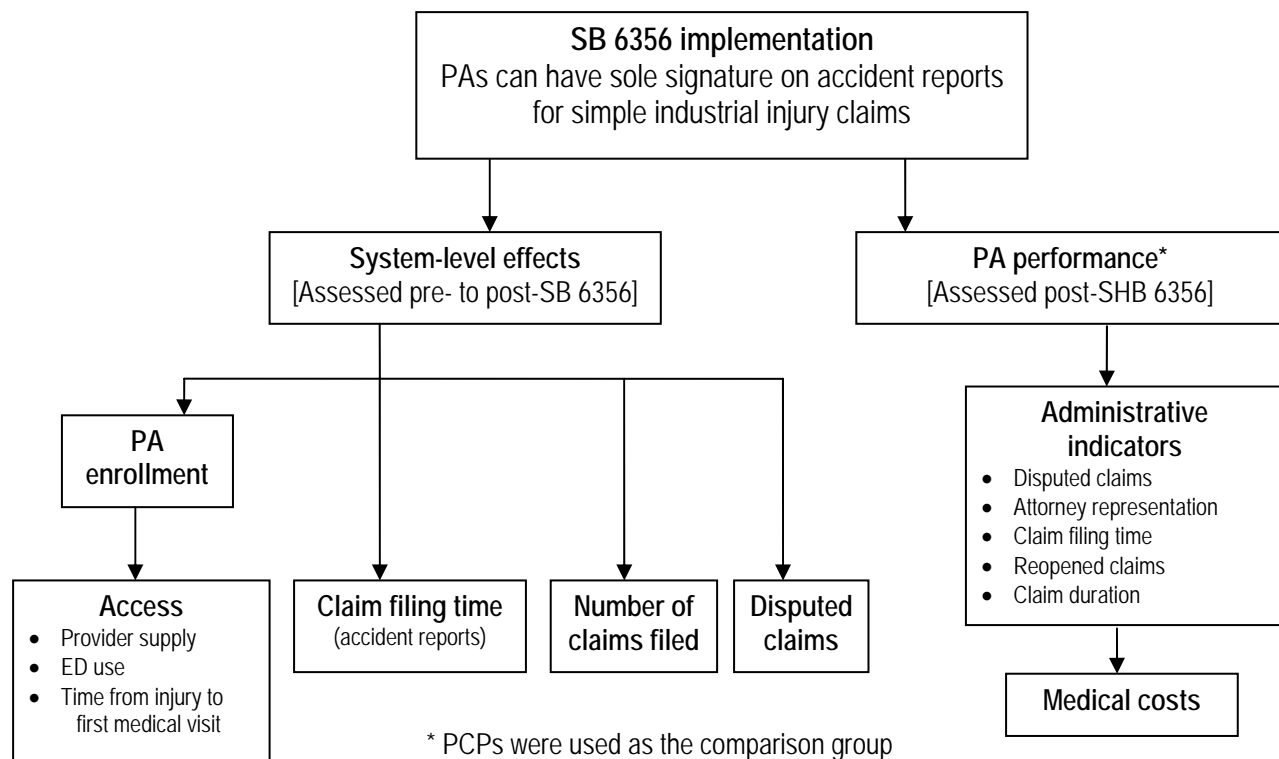 SB 6356 implementation
PAs can have sole signature on accident reports
for simple industrial injury claims
System-level effects
[Assessed pre- to post-SB 6356]
PA performance*
[Assessed post-SHB 6356]
PA
enrollment
Access
• Provider supply
• ED use
• Time from injury to
first medical visit
Claim filing time
(accident reports)
Number of
claims filed
Disputed
claims
Administrative
indicators
• Disputed claims
• Attorney representation
• Claim filing time
• Reopened claims
• Claim duration
Medical costs
* PCPs were used as the comparison group